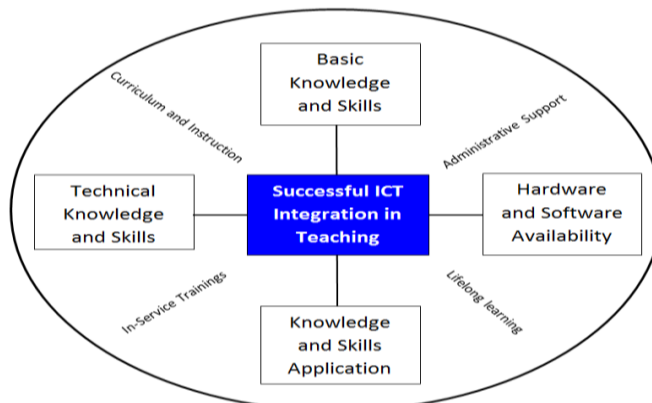 Basic
Knowledge
and Skills
Curriculum and Instruction
Administrative Support
Technical
Knowledge
and Skills
Successful ICT
Integration in
Teaching
Hardware
and Software
Availability
In-Service Trainings
Lifelong learning
Knowledge
and Skills
Application